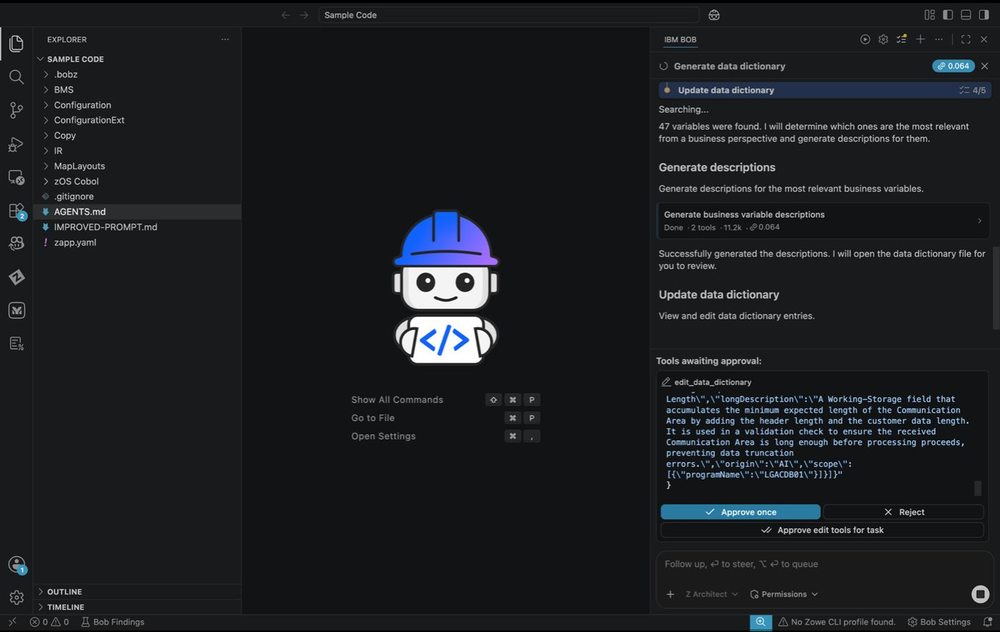 Sample Code
EXPLORER
SAMPLE CODE
.bobz
BMS
Configuration
ConfigurationExt
Copy
IR
MapLayouts
zOS Cobol
.gitignore
AGENTS.md
IMPROVED-PROMPT.md
! zapp.yaml
2
1
OUTLINE
TIMELINE
</>
Show All Commands ⇧ ⌘ P
Go to File ⌘ P
Open Settings ⌘ ,
IBM BOB
Generate data dictionary 0.064
Update data dictionary 4/5
Searching...
47 variables were found. I will determine which ones are the most relevant
from a business perspective and generate descriptions for them.
Generate descriptions
Generate descriptions for the most relevant business variables.
Generate business variable descriptions
Done · 2 tools · 11.2k · 0.064
Successfully generated the descriptions. I will open the data dictionary file for
you to review.
Update data dictionary
View and edit data dictionary entries.
Tools awaiting approval:
edit_data_dictionary
Length\",\"longDescription\":\"A Working-Storage field that
accumulates the minimum expected length of the Communication
Area by adding the header length and the customer data length.
It is used in a validation check to ensure the received
Communication Area is long enough before processing proceeds,
preventing data truncation
errors.\",\"origin\":\"AI\",\"scope\":
[{\"programName\":\"LGACDB01\"}]}]}"
}
Approve once
Reject
Approve edit tools for task
Follow up, ⏎ to steer, ⌥ ⏎ to queue
Z Architect
Permissions
0 0
Bob Findings
No Zowe CLI profile found.
Bob Settings